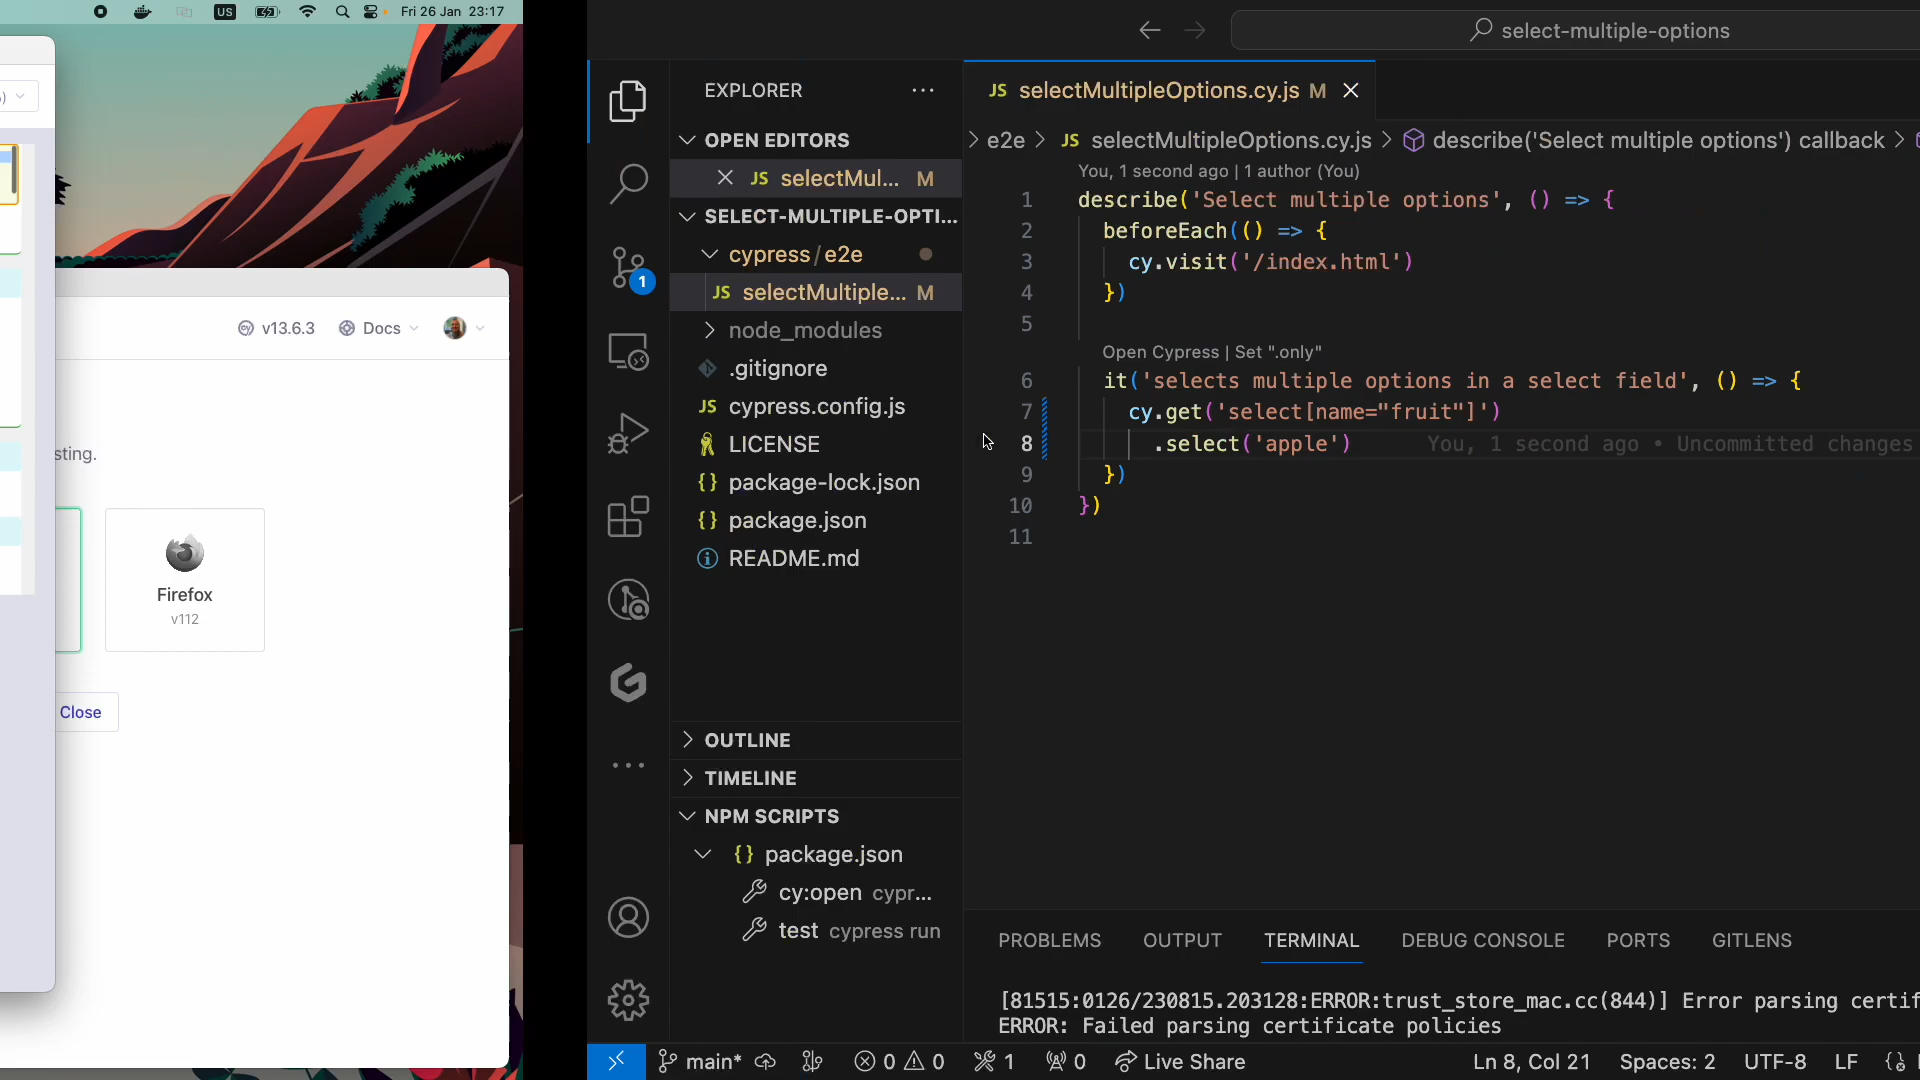 US
Fri 26 Jan 23:17
v13.6.3
Docs
sting.
Firefox
v112
Close
select-multiple-options
EXPLORER
OPEN EDITORS
JS selectMul... M
SELECT-MULTIPLE-OPTI...
cypress/e2e
JS selectMultiple... M
node_modules
.gitignore
JS cypress.config.js
LICENSE
{} package-lock.json
{} package.json
README.md
OUTLINE
TIMELINE
NPM SCRIPTS
{} package.json
cy:open cypr...
test cypress run
1
JS selectMultipleOptions.cy.js M
e2e > JS selectMultipleOptions.cy.js > describe('Select multiple options') callback >
You, 1 second ago | 1 author (You)
1 describe('Select multiple options', () => {
2 beforeEach(() => {
3 cy.visit('/index.html')
4 })
5
Open Cypress | Set ".only"
6 it('selects multiple options in a select field', () => {
7 cy.get('select[name="fruit"]')
8 .select('apple') You, 1 second ago • Uncommitted changes
9 })
10 })
11
PROBLEMS OUTPUT TERMINAL DEBUG CONSOLE PORTS GITLENS
[81515:0126/230815.203128:ERROR:trust_store_mac.cc(844)] Error parsing certif
ERROR: Failed parsing certificate policies
main* 0 0 1 0 Live Share Ln 8, Col 21 Spaces: 2 UTF-8 LF {}